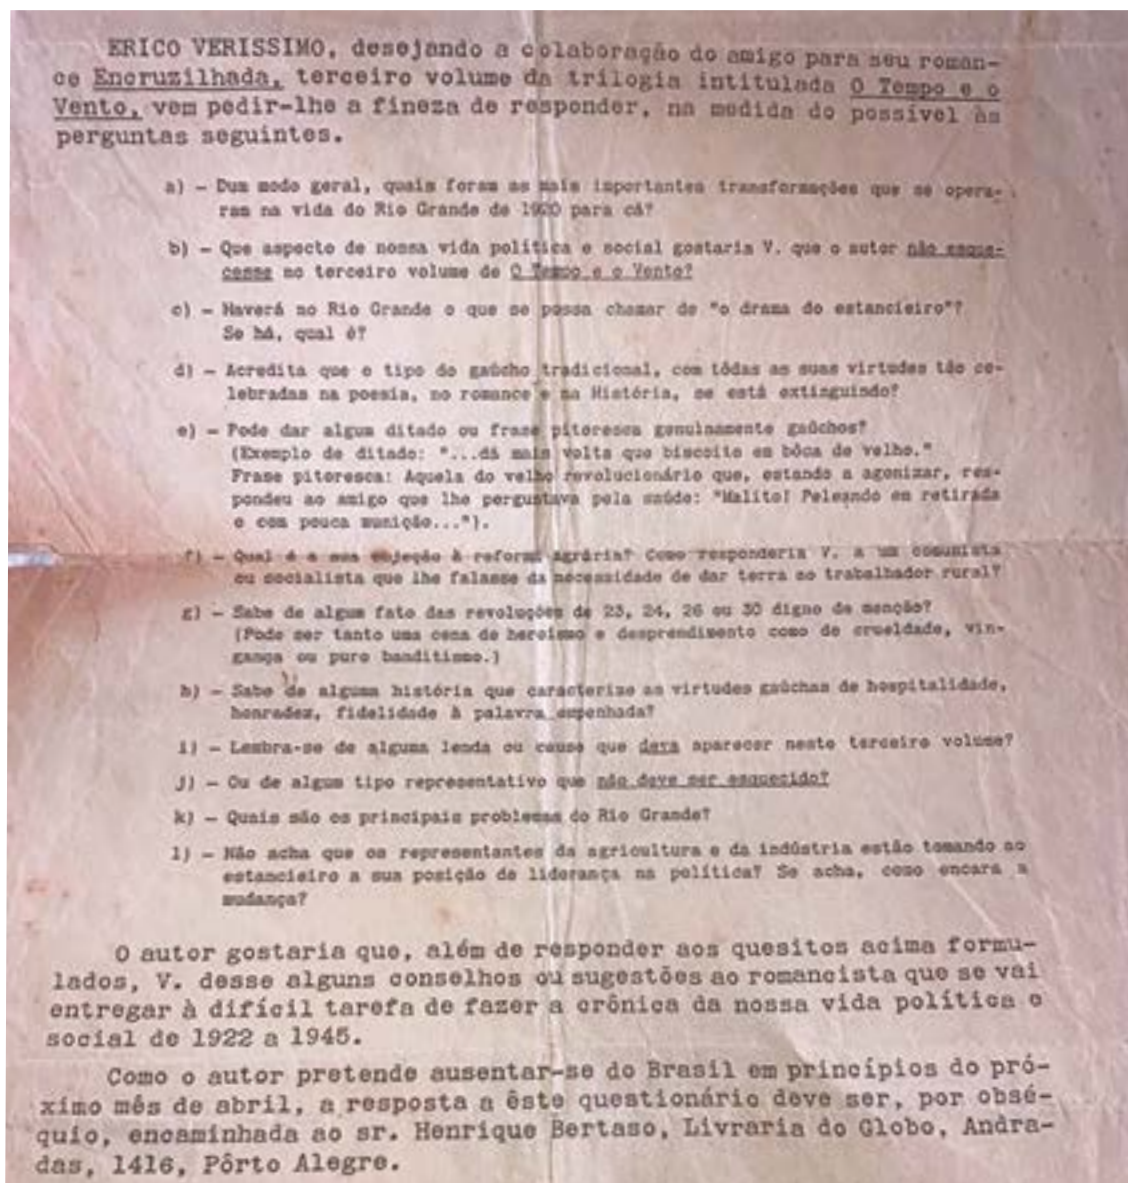 ERICO VERISSIMO, desejando a colaboração do amigo para seu roman-
ce Encruzilhada, terceiro volume da trilogia intitulada O Tempo e o
Vento, vem pedir-lhe a fineza de responder, na medida do possível às
perguntas seguintes.
a) - Dum modo geral, quais foram as mais importantes transformações que se opera-
ram na vida do Rio Grande de 1920 para cá?
b) - Que aspecto de nossa vida política e social gostaria V. que o autor não esque-
cesse no terceiro volume de O Tempo e o Vento?
c) - Haverá no Rio Grande o que se possa chamar de "o drama do estancieiro"?
Se há, qual é?
d) - Acredita que o tipo do gaúcho tradicional, com tôdas as suas virtudes tão ce-
lebradas na poesia, no romance e na História, se está extinguindo?
e) - Pode dar algum ditado ou frase pitoresca genuinamente gaúchos?
(Exemplo de ditado: "...dá mais volta que biscoito em bôca de velho."
Frase pitoresca: Aquela do velho revolucionário que, estando a agonizar, res-
pondeu ao amigo que lhe perguntava pela saúde: "Malito! Peleando em retirada
e com pouca munição...").
f) - Qual é a sua objeção à reforma agrária? Como responderia V. a um comunista
ou socialista que lhe falasse da necessidade de dar terra ao trabalhador rural?
g) - Sabe de algum fato das revoluções de 23, 24, 26 ou 30 digno de menção?
(Pode ser tanto uma cena de heroismo e desprendimento como de crueldade, vin-
gança ou puro banditismo.)
h) - Sabe de alguma história que caracterize as virtudes gaúchas de hospitalidade,
honradez, fidelidade à palavra empenhada?
i) - Lembra-se de alguma lenda ou causo que deva aparecer neste terceiro volume?
j) - Ou de algum tipo representativo que não deve ser esquecido?
k) - Quais são os principais problemas do Rio Grande?
l) - Não acha que os representantes da agricultura e da indústria estão tomando ao
estancieiro a sua posição de liderança na política? Se acha, como encara a
mudança?
O autor gostaria que, além de responder aos quesitos acima formu-
lados, V. desse alguns conselhos ou sugestões ao romancista que se vai
entregar à difícil tarefa de fazer a crônica da nossa vida política e
social de 1922 a 1945.
Como o autor pretende ausentar-se do Brasil em princípios do pró-
ximo mês de abril, a resposta a êste questionário deve ser, por obsé-
quio, encaminhada ao sr. Henrique Bertaso, Livraria do Globo, Andra-
das, 1416, Pôrto Alegre.